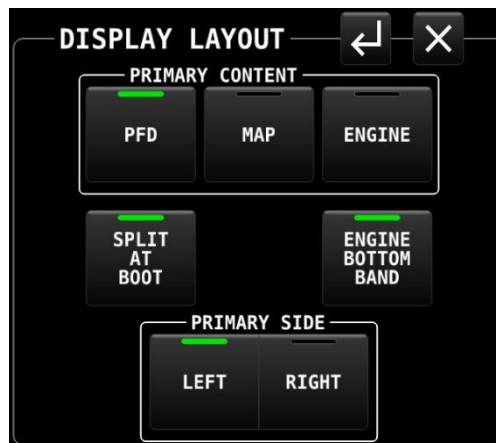 DISPLAY LAYOUT
PRIMARY CONTENT
PFD
MAP
ENGINE
SPLIT
AT
BOOT
ENGINE
BOTTOM
BAND
PRIMARY SIDE
LEFT
RIGHT